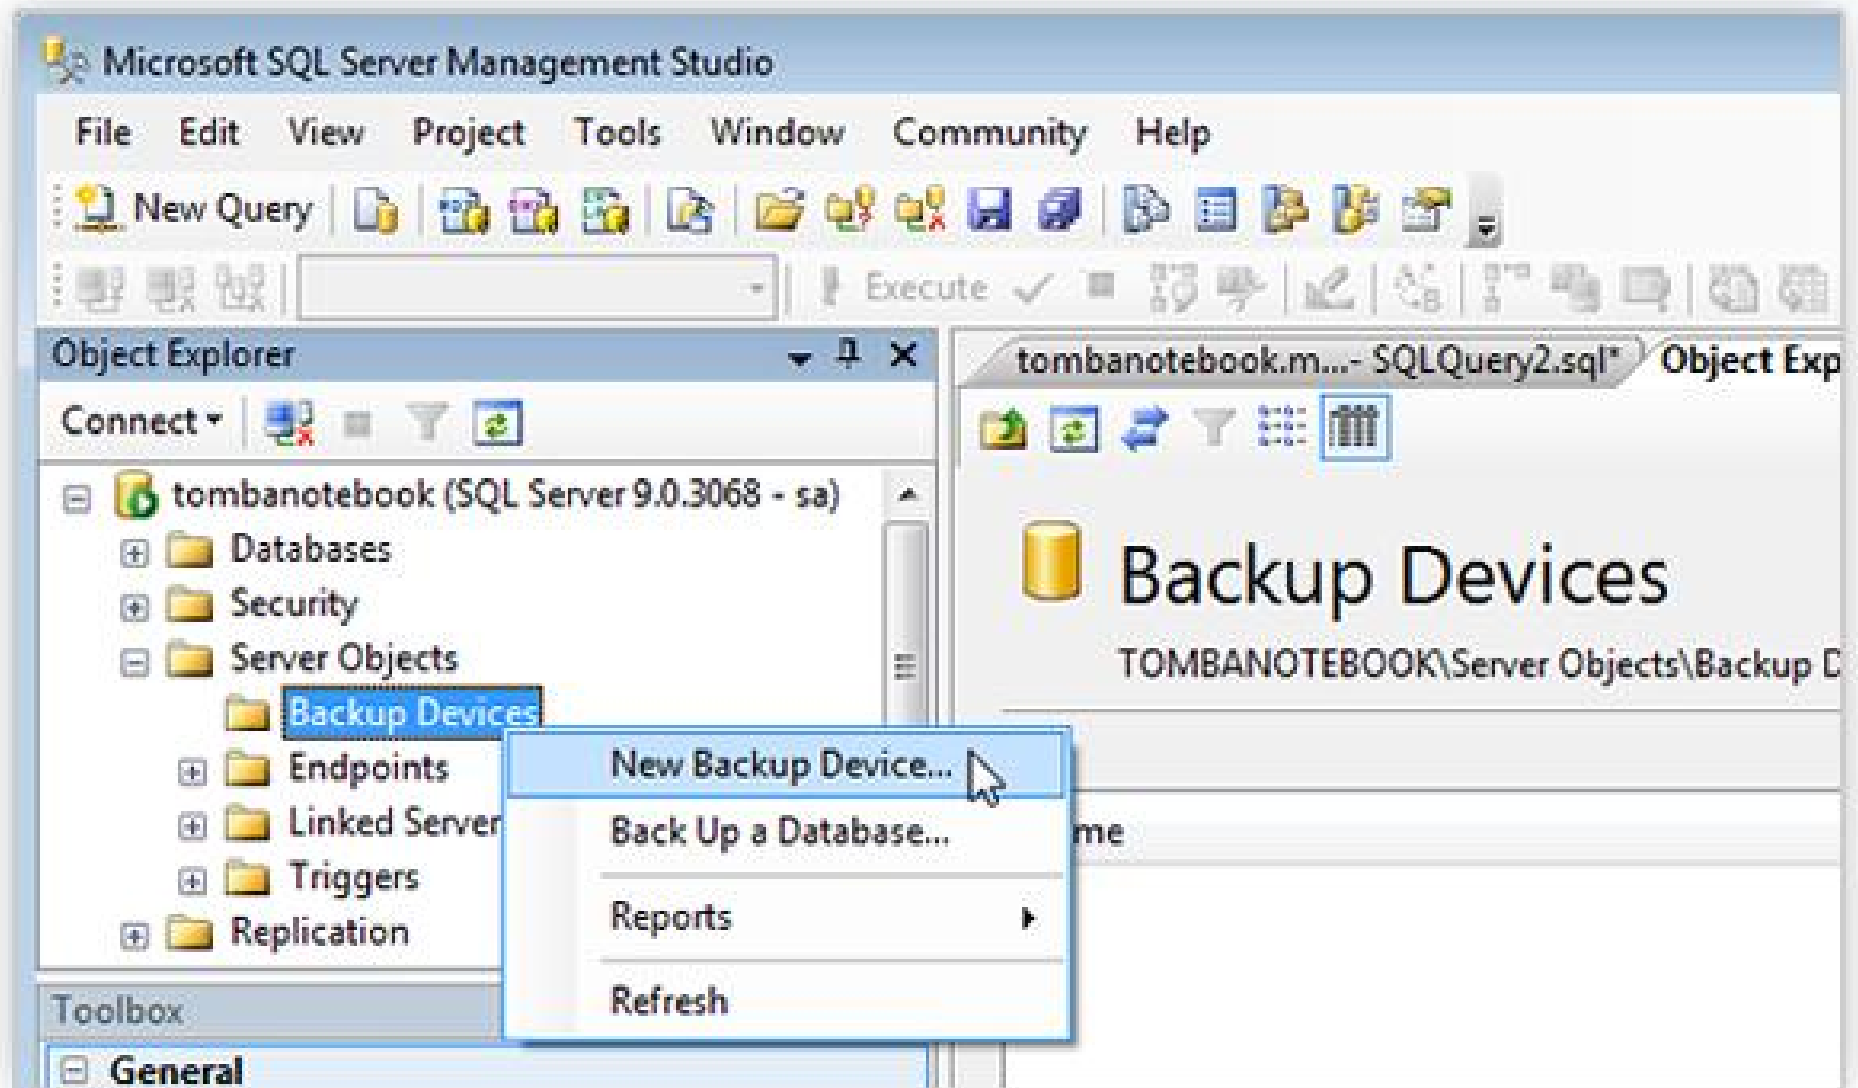 Microsoft SQL Server Management Studio
File Edit View Project Tools Window Community Help
New Query
Execute
Object Explorer
tombanotebook.m...- SQLQuery2.sql* Object Exp
Connect
tombanotebook (SQL Server 9.0.3068 - sa)
Databases
Security
Server Objects
Backup Devices
Endpoints
Linked Server
Triggers
Replication
Backup Devices
TOMBANOTEBOOK\Server Objects\Backup D
me
New Backup Device...
Back Up a Database...
Reports
Refresh
Toolbox
General